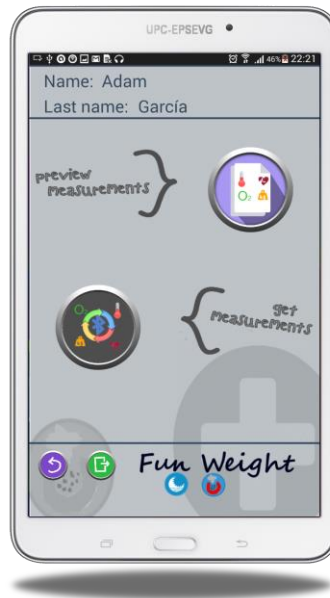 UPC-EPSEVG
46% 22:21
Name: Adam
Last name: García
preview
measurements
O₂
get
measurements
Fun Weight